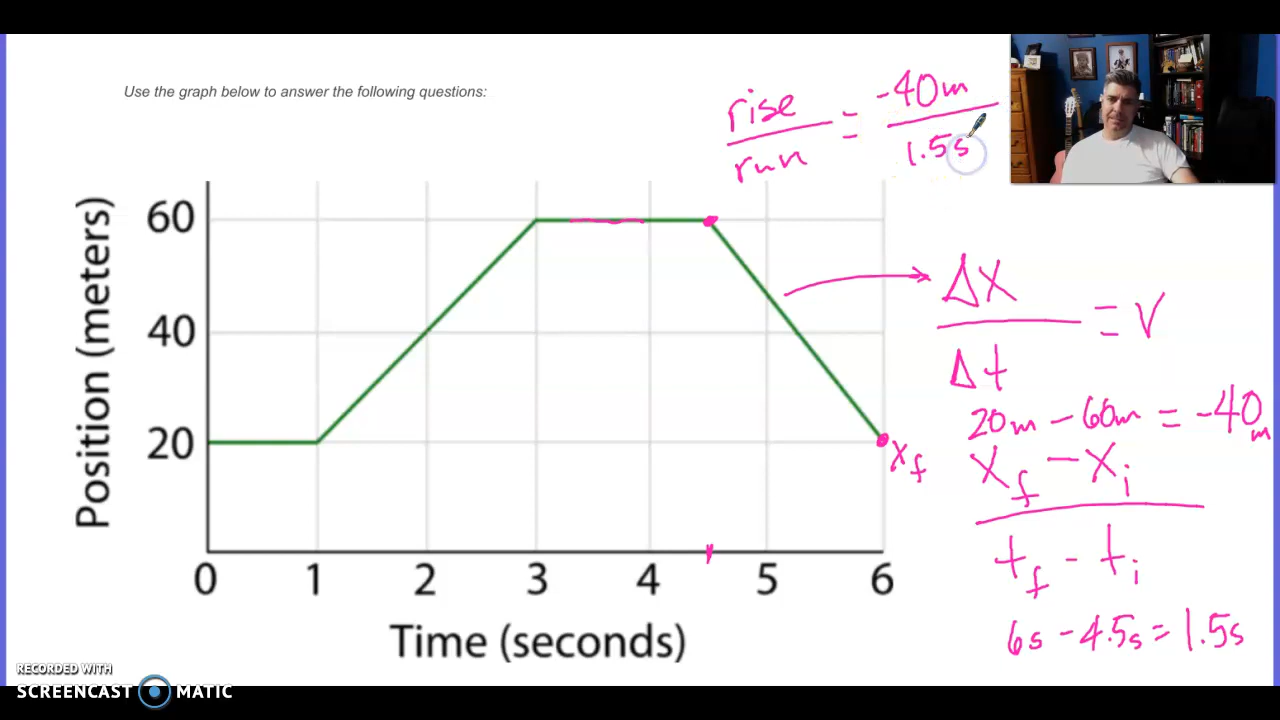 Use the graph below to answer the following questions:
rise
run
=
-40m
1.5s
Position (meters)
60
40
20
0 1 2 3 4 5 6
Time (seconds)
Δx
Δt
= v
20m - 60m = -40m
xf
xf - xi
tf - ti
6s - 4.5s = 1.5s
RECORDED WITH
SCREENCAST MATIC